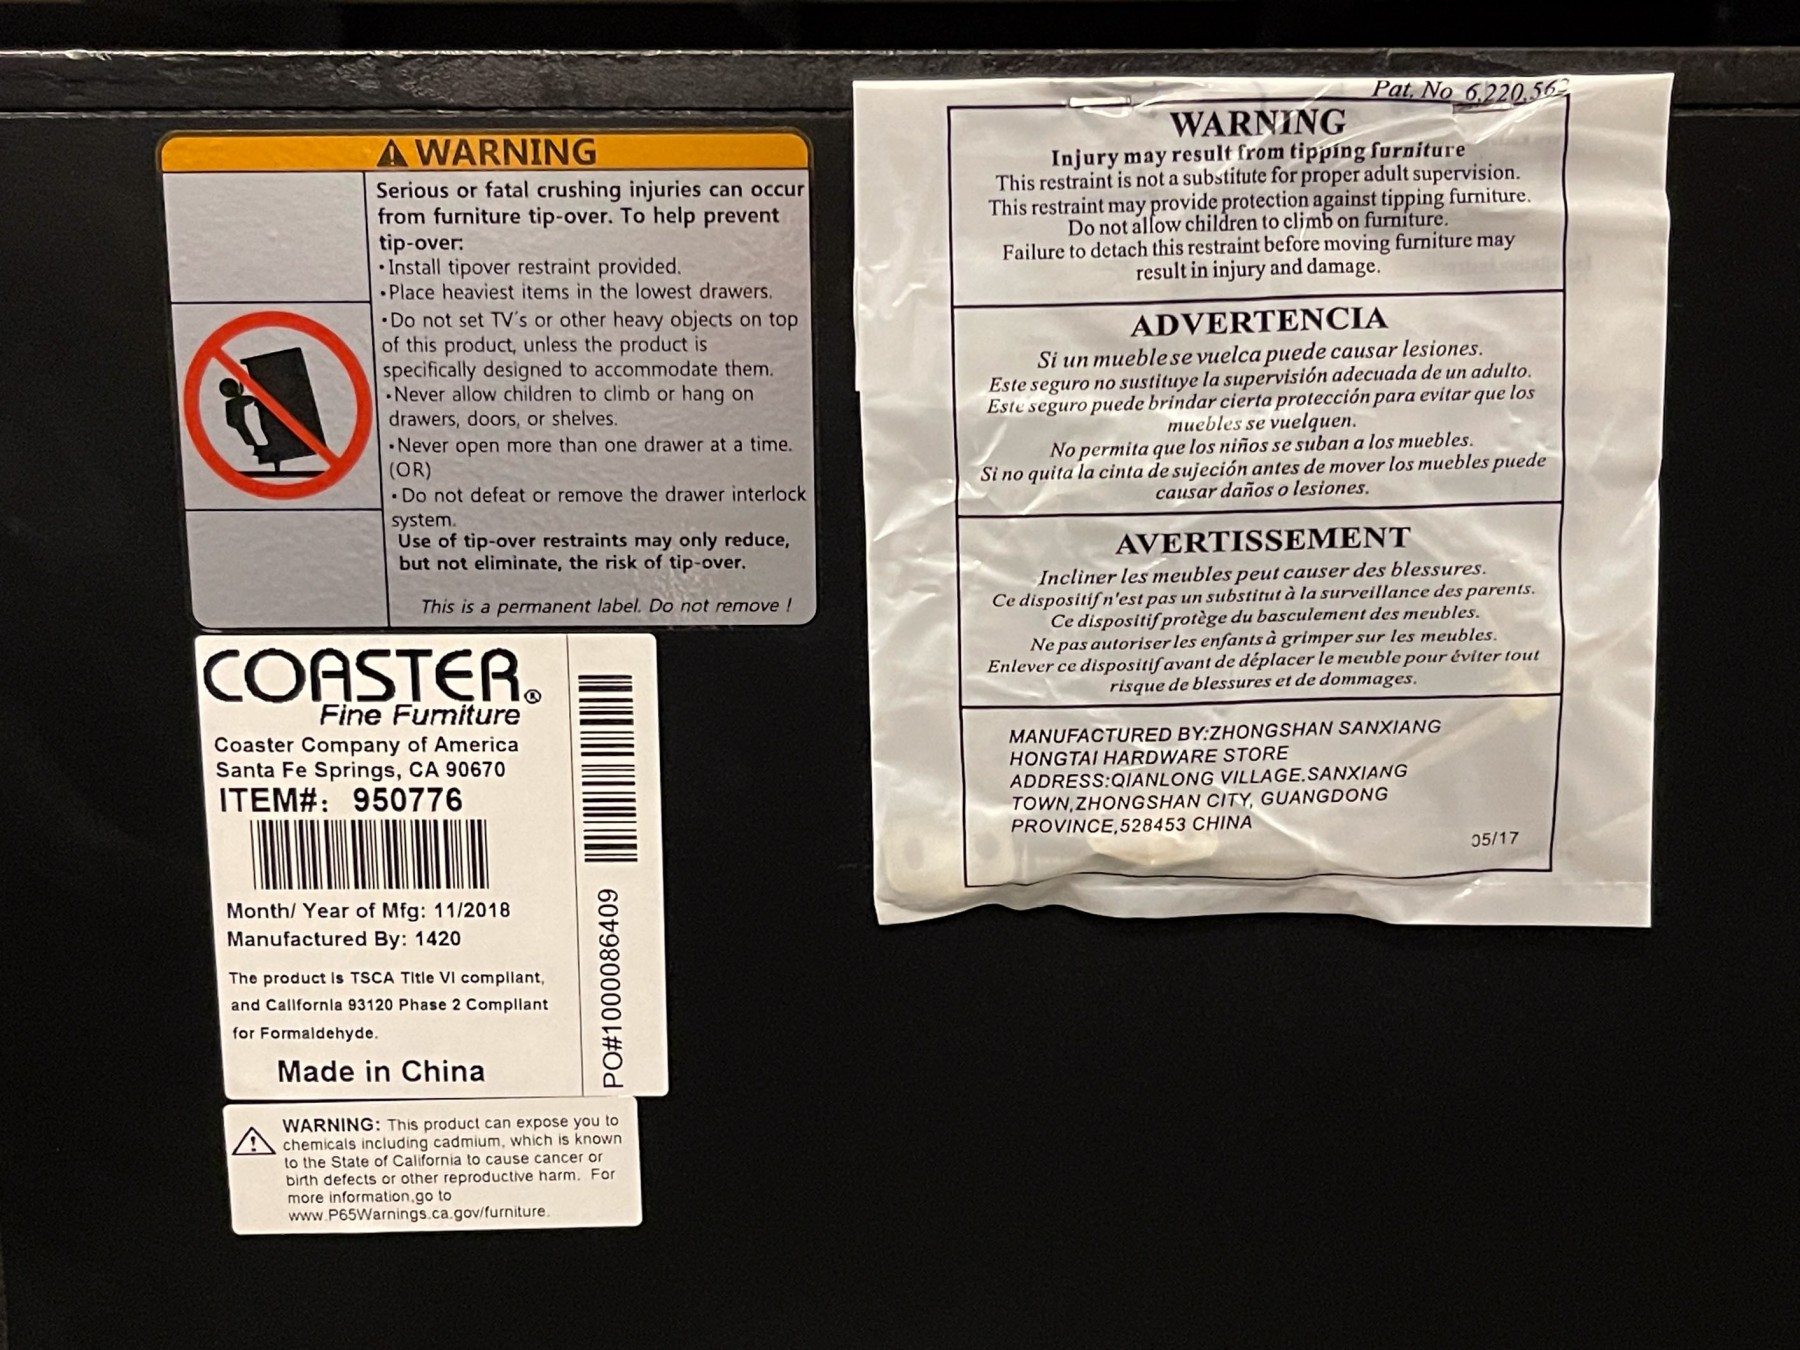 WARNING
Serious or fatal crushing injuries can occur
from furniture tip-over. To help prevent
tip-over:
• Install tipover restraint provided.
• Place heaviest items in the lowest drawers.
• Do not set TV's or other heavy objects on top
of this product, unless the product is
specifically designed to accommodate them.
• Never allow children to climb or hang on
drawers, doors, or shelves.
• Never open more than one drawer at a time.
(OR)
• Do not defeat or remove the drawer interlock
system.
Use of tip-over restraints may only reduce,
but not eliminate, the risk of tip-over.
This is a permanent label. Do not remove !
COASTER®
Fine Furniture
Coaster Company of America
Santa Fe Springs, CA 90670
ITEM#: 950776
Month/ Year of Mfg: 11/2018
Manufactured By: 1420
The product is TSCA Title VI compliant,
and California 93120 Phase 2 Compliant
for Formaldehyde.
Made in China
PO#1000086409
WARNING: This product can expose you to
chemicals including cadmium, which is known
to the State of California to cause cancer or
birth defects or other reproductive harm. For
more information,go to
www.P65Warnings.ca.gov/furniture.
Pat. No 6,220,562
WARNING
Injury may result from tipping furniture
This restraint is not a substitute for proper adult supervision.
This restraint may provide protection against tipping furniture.
Do not allow children to climb on furniture.
Failure to detach this restraint before moving furniture may
result in injury and damage.
ADVERTENCIA
Si un mueble se vuelca puede causar lesiones.
Este seguro no sustituye la supervisión adecuada de un adulto.
Este seguro puede brindar cierta protección para evitar que los
muebles se vuelquen.
No permita que los niños se suban a los muebles.
Si no quita la cinta de sujeción antes de mover los muebles puede
causar daños o lesiones.
AVERTISSEMENT
Incliner les meubles peut causer des blessures.
Ce dispositif n'est pas un substitut à la surveillance des parents.
Ce dispositif protège du basculement des meubles.
Ne pas autoriser les enfants à grimper sur les meubles.
Enlever ce dispositif avant de déplacer le meuble pour éviter tout
risque de blessures et de dommages.
MANUFACTURED BY:ZHONGSHAN SANXIANG
HONGTAI HARDWARE STORE
ADDRESS:QIANLONG VILLAGE.SANXIANG
TOWN,ZHONGSHAN CITY, GUANGDONG
PROVINCE,528453 CHINA
05/17